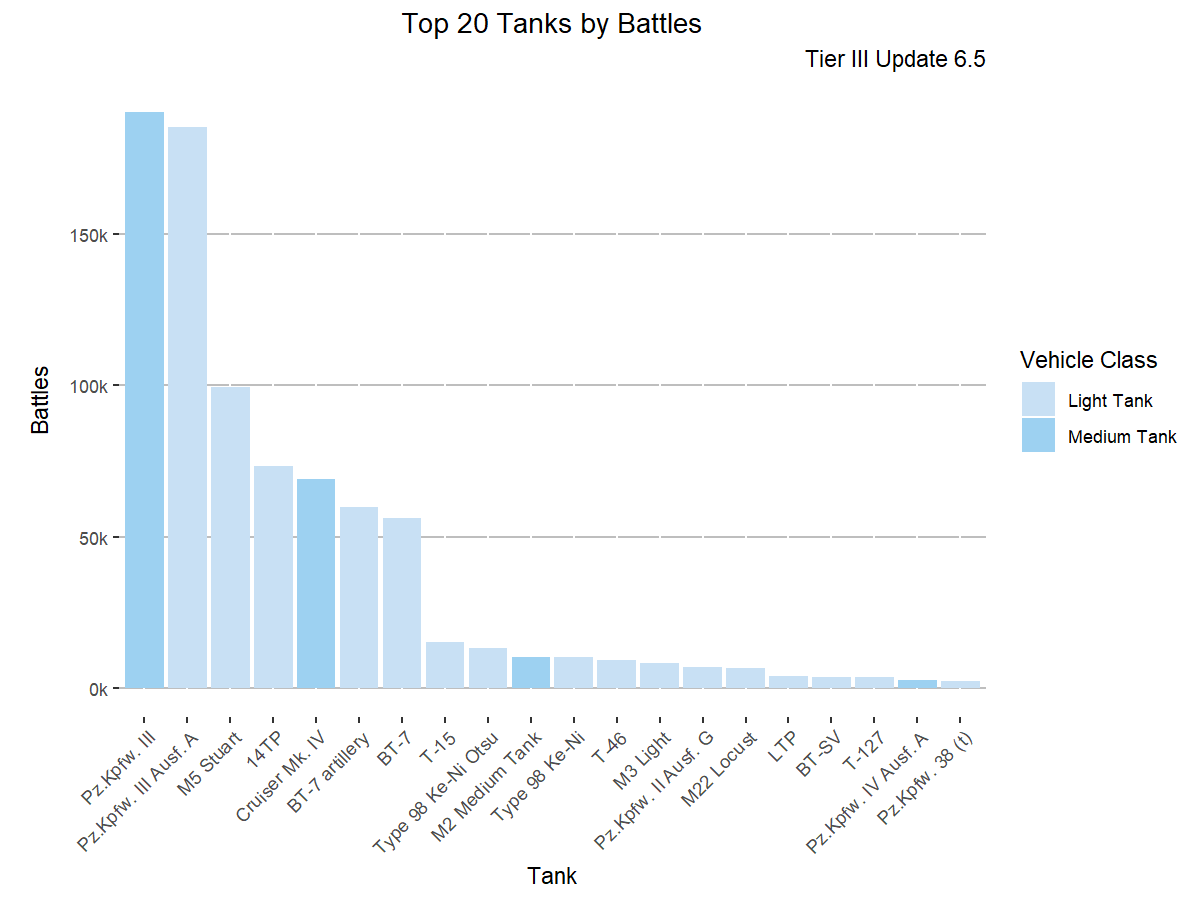 Top 20 Tanks by Battles
Tier III Update 6.5
Battles
150k
100k
50k
0k
Pz.Kpfw. III
Pz.Kpfw. III Ausf. A
M5 Stuart
14TP
Cruiser Mk. IV
BT-7 artillery
BT-7
T-15
Type 98 Ke-Ni Otsu
M2 Medium Tank
Type 98 Ke-Ni
T-46
M3 Light
Pz.Kpfw. II Ausf. G
M22 Locust
LTP
BT-SV
T-127
Pz.Kpfw. IV Ausf. A
Pz.Kpfw. 38 (t)
Tank
Vehicle Class
Light Tank
Medium Tank